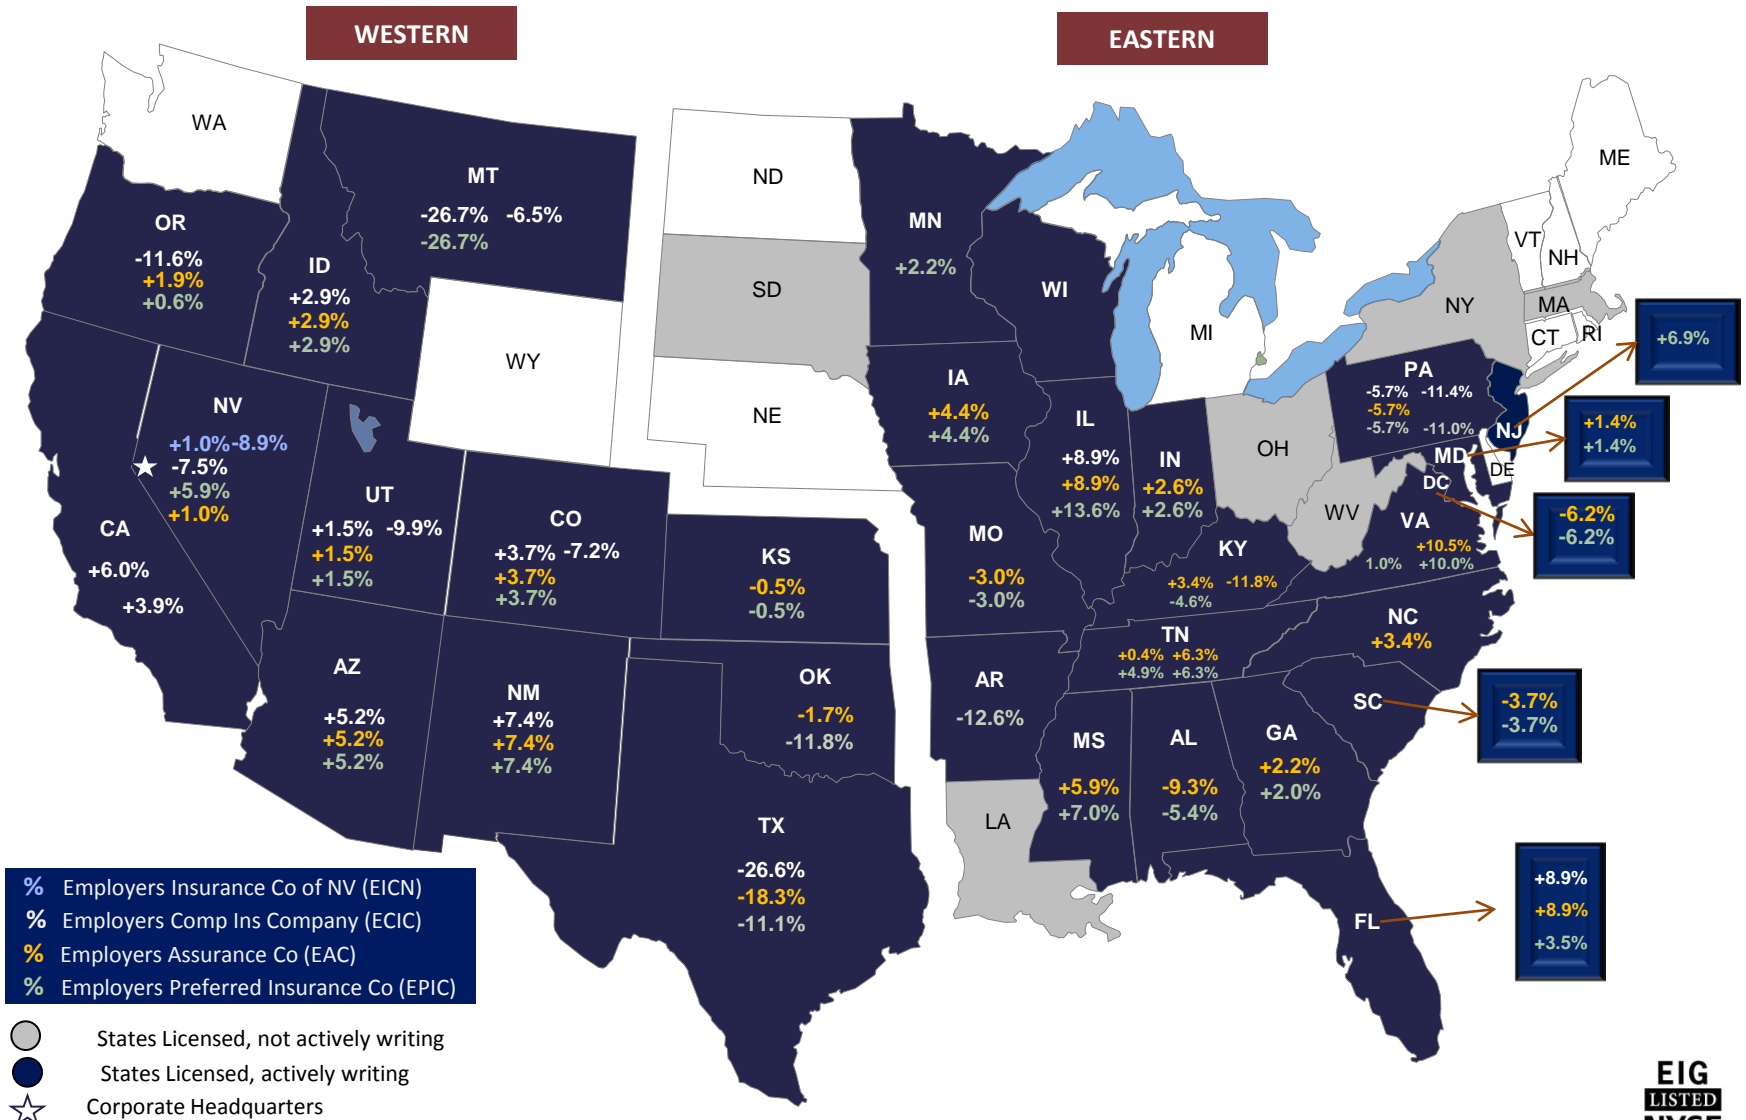 WESTERN
EASTERN
WA
MT
-26.7% -6.5%
-26.7%
OR
-11.6%
+1.9%
+0.6%
ID
+2.9%
+2.9%
+2.9%
WY
NV
+1.0% -8.9%
-7.5%
+5.9%
+1.0%
UT
+1.5% -9.9%
+1.5%
+1.5%
CO
+3.7% -7.2%
+3.7%
+3.7%
CA
+6.0%
+3.9%
AZ
+5.2%
+5.2%
+5.2%
NM
+7.4%
+7.4%
+7.4%
KS
-0.5%
-0.5%
OK
-1.7%
-11.8%
TX
-26.6%
-18.3%
-11.1%
ND
SD
NE
MN
+2.2%
WI
IA
+4.4%
+4.4%
IL
+8.9%
+8.9%
+13.6%
IN
+2.6%
+2.6%
MO
-3.0%
-3.0%
AR
-12.6%
LA
MI
OH
KY
+3.4% -11.8%
-4.6%
TN
+0.4% +6.3%
+4.9% +6.3%
MS
+5.9%
+7.0%
AL
-9.3%
-5.4%
GA
+2.2%
+2.0%
NC
+3.4%
SC
-3.7%
-3.7%
FL
+8.9%
+8.9%
+3.5%
WV
VA
+10.5%
1.0% +10.0%
DC
-6.2%
-6.2%
MD
+1.4%
+1.4%
DE
NJ
+6.9%
PA
-5.7% -11.4%
-5.7%
-5.7% -11.0%
NY
VT
NH
ME
MA
CT
RI
% Employers Insurance Co of NV (EICN)
% Employers Comp Ins Company (ECIC)
% Employers Assurance Co (EAC)
% Employers Preferred Insurance Co (EPIC)
States Licensed, not actively writing
States Licensed, actively writing
Corporate Headquarters
EIG
LISTED
NYSE